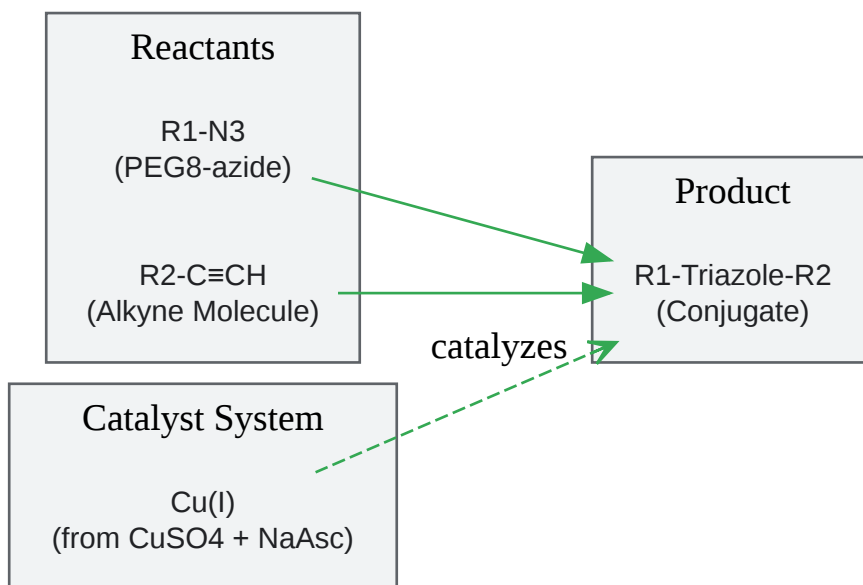 Reactants
R1-N3
(PEG8-azide)
R2-C≡CH
(Alkyne Molecule)
Product
R1-Triazole-R2
(Conjugate)
catalyzes
Catalyst System
Cu(I)
(from CuSO4 + NaAsc)